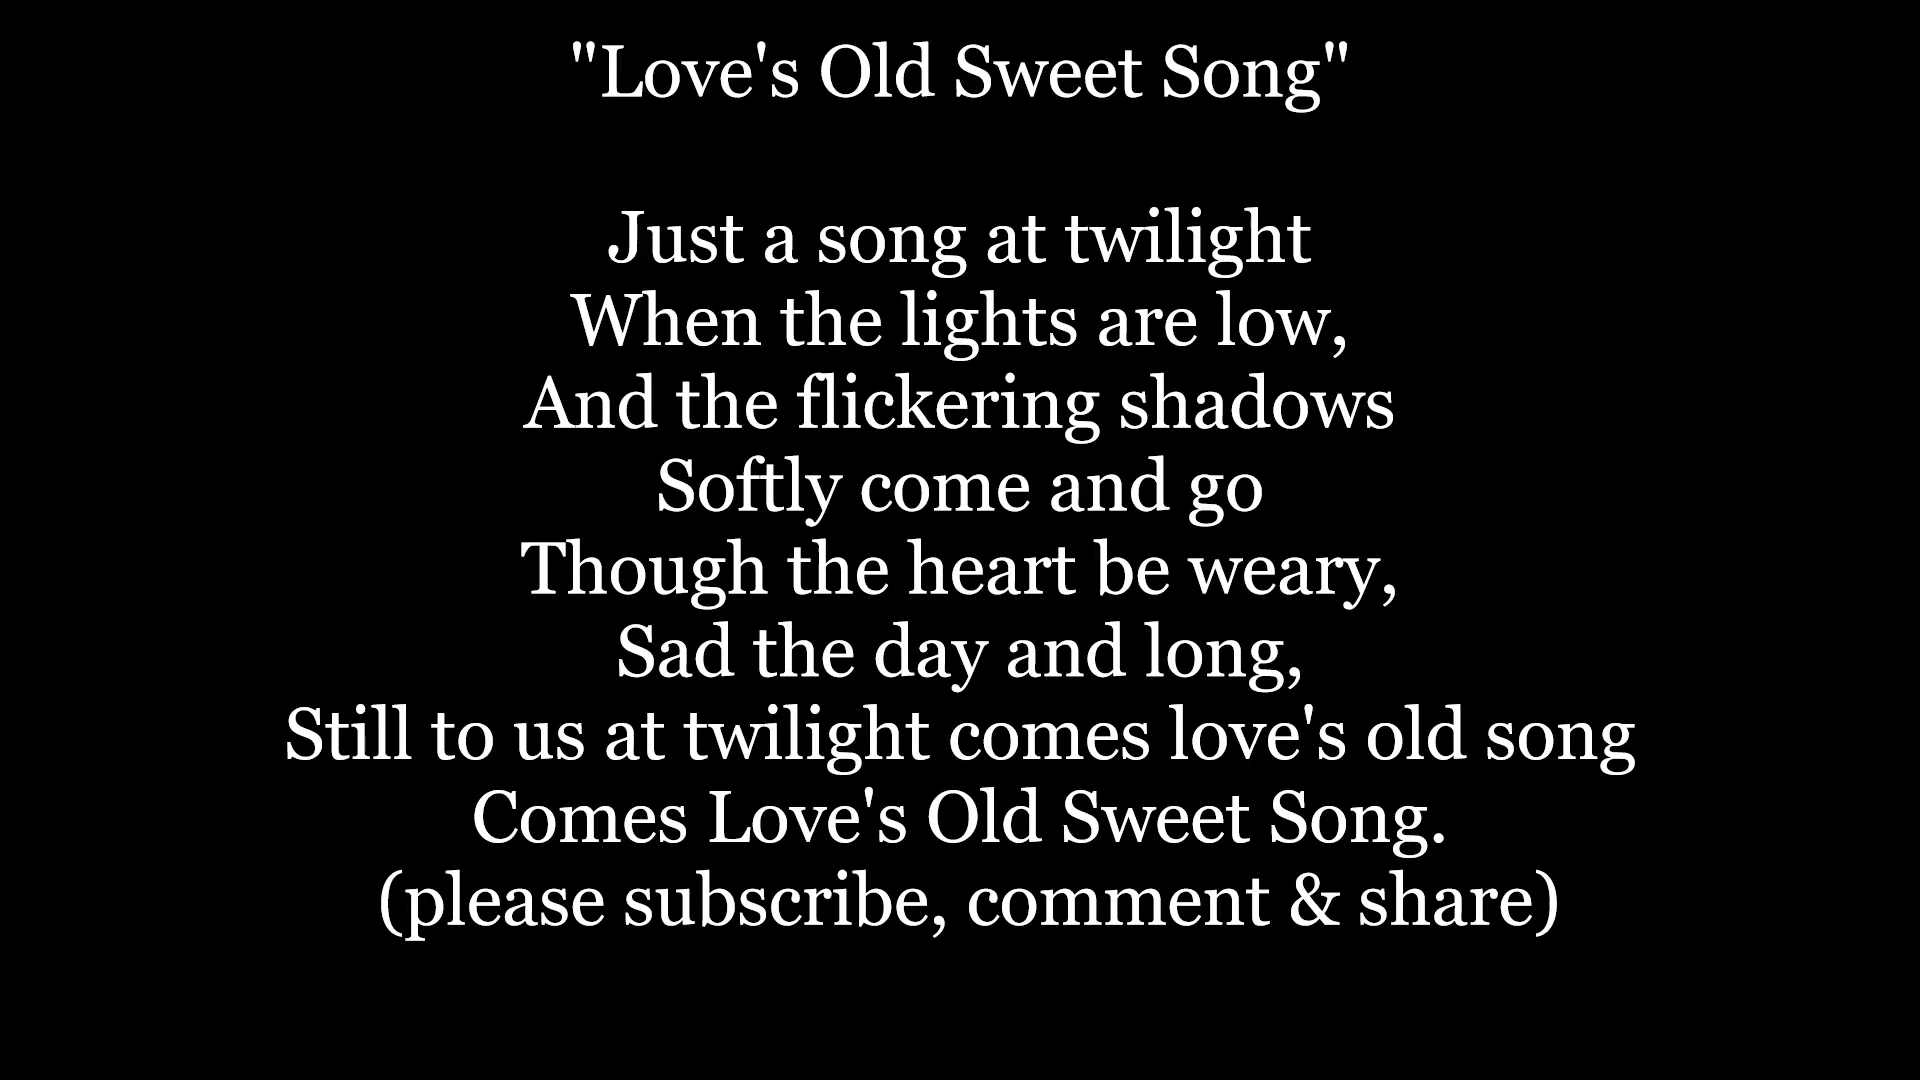 "Love's Old Sweet Song"
Just a song at twilight
When the lights are low,
And the flickering shadows
Softly come and go
Though the heart be weary,
Sad the day and long,
Still to us at twilight comes love's old song
Comes Love's Old Sweet Song.
(please subscribe, comment & share)